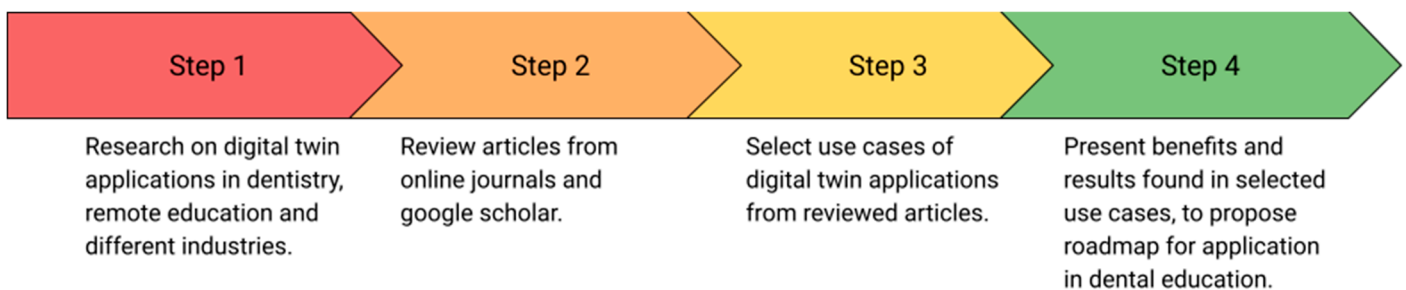 Step 1
Research on digital twin
applications in dentistry,
remote education and
different industries.
Step 2
Review articles from
online journals and
google scholar.
Step 3
Select use cases of
digital twin applications
from reviewed articles.
Step 4
Present benefits and
results found in selected
use cases, to propose
roadmap for application
in dental education.